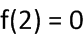 f(2) = 0